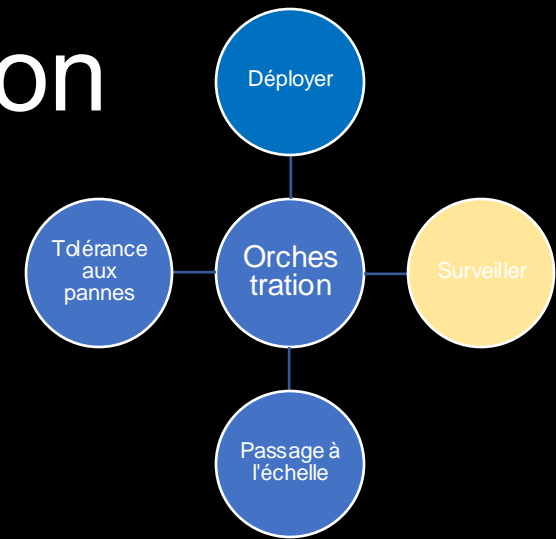 on
Déployer
Tolérance
aux
pannes
Orches
tration
Surveiller
Passage à
l'échelle